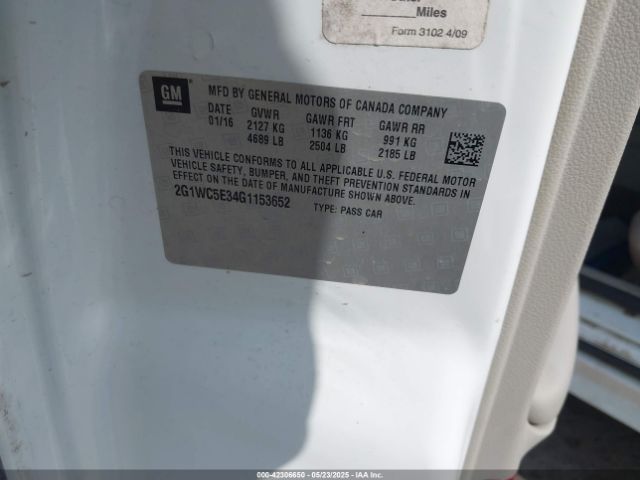 Miles
Form 3102 4/09
GM
MFD BY GENERAL MOTORS OF CANADA COMPANY
DATE GVWR GAWR FRT GAWR RR
01/16 2127 KG 1136 KG 991 KG
4689 LB 2504 LB 2185 LB
THIS VEHICLE CONFORMS TO ALL APPLICABLE U.S. FEDERAL MOTOR
VEHICLE SAFETY, BUMPER, AND THEFT PREVENTION STANDARDS IN
EFFECT ON THE DATE OF MANUFACTURE SHOWN ABOVE.
2G1WC5E34G1153652 TYPE: PASS CAR
000-42306650 - 05/23/2025 - IAAI.COM